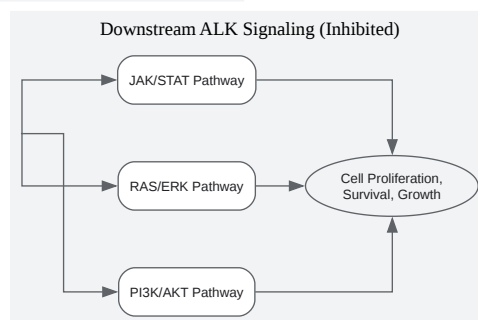 Downstream ALK Signaling (Inhibited)
JAK/STAT Pathway
RAS/ERK Pathway
Cell Proliferation,
Survival, Growth
PI3K/AKT Pathway